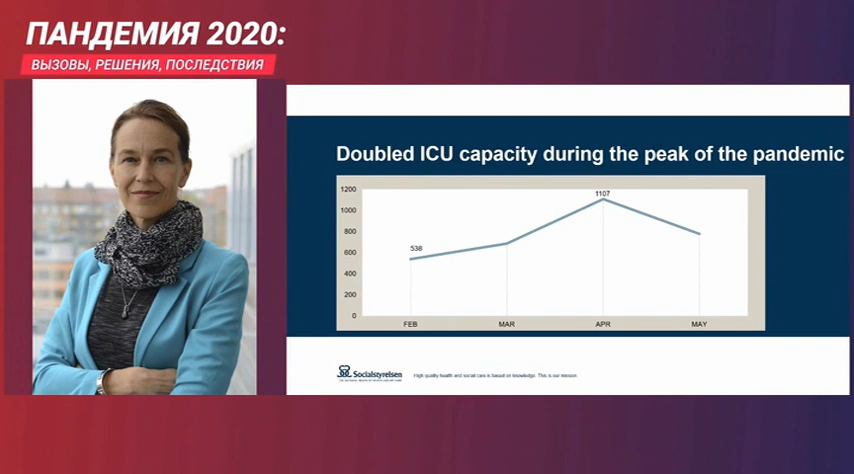 ПАНДЕМИЯ 2020:
ВЫЗОВЫ, РЕШЕНИЯ, ПОСЛЕДСТВИЯ
Doubled ICU capacity during the peak of the pandemic
1200
1000
800
600
400
200
0
538
1107
FEB MAR APR MAY
Socialstyrelsen
High quality health and social care is based on knowledge. This is our mission